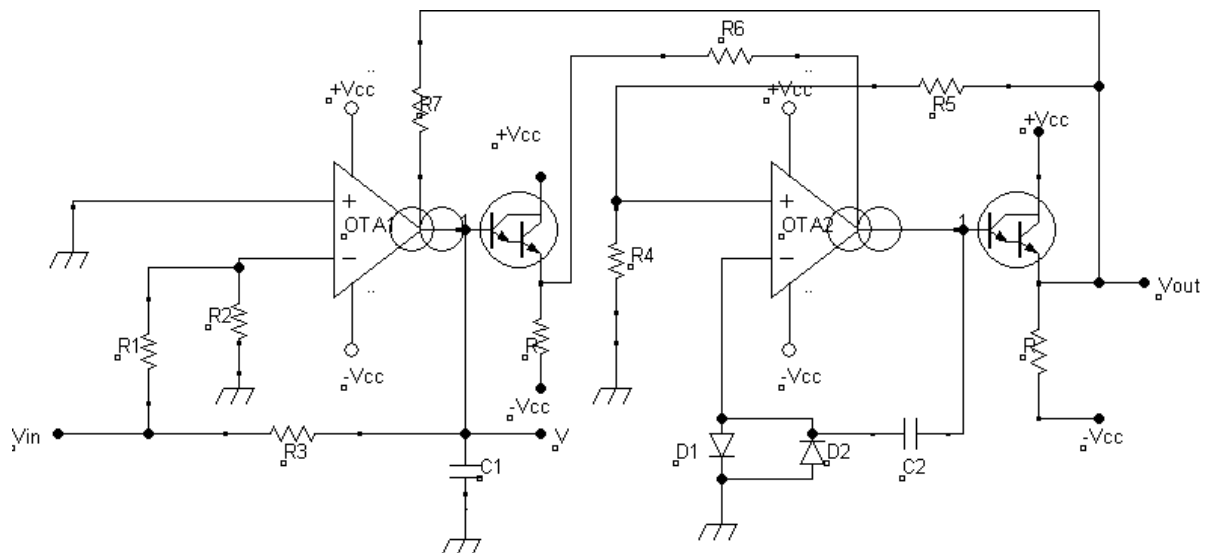 R6
+Vcc
R7
+Vcc
R5
+Vcc
+Vcc
+
OTA1
1
−
+
OTA2
1
−
R4
R2
R1
R
R
Vout
-Vcc
-Vcc
-Vcc
-Vcc
Vin
R3
V
C1
D1
D2
C2